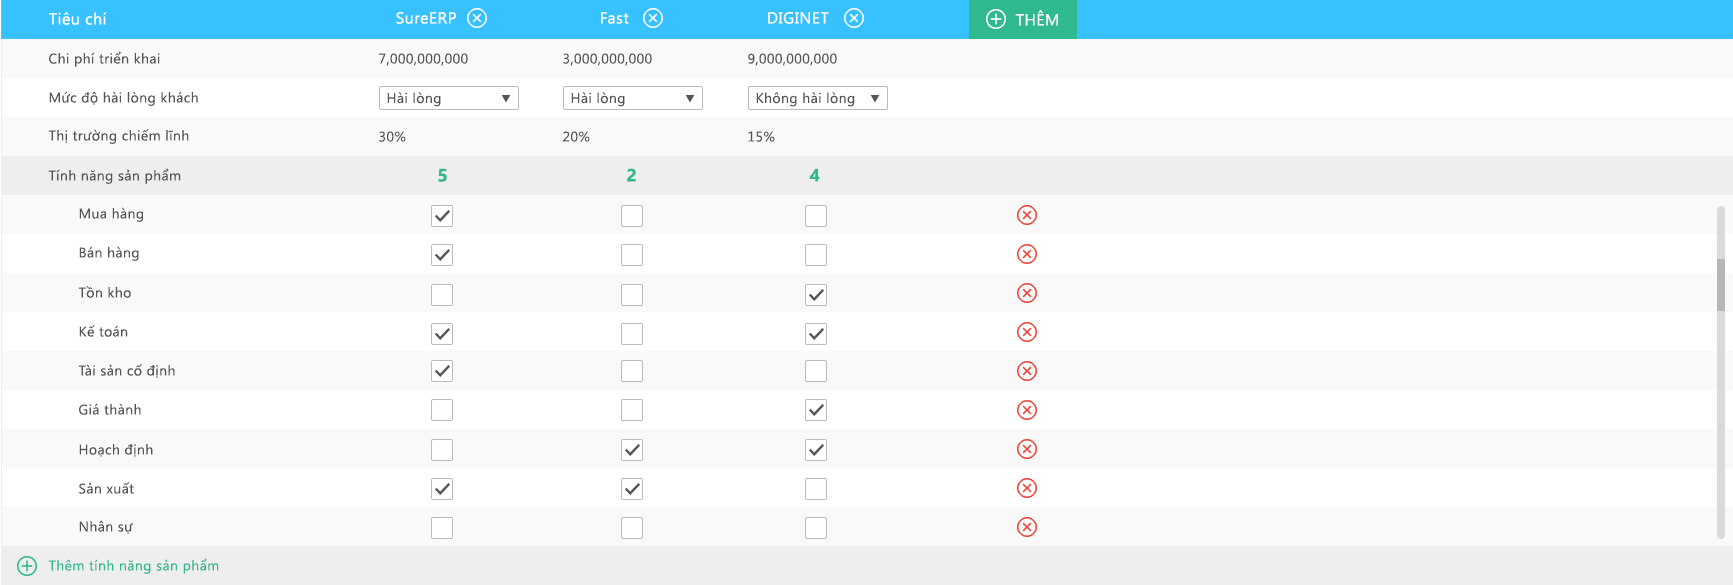 Tiêu chí SureERP Fast DIGINET THÊM
Chi phí triển khai 7,000,000,000 3,000,000,000 9,000,000,000
Mức độ hài lòng khách Hài lòng Hài lòng Không hài lòng
Thị trường chiếm lĩnh 30% 20% 15%
Tính năng sản phẩm 5 2 4
Mua hàng
Bán hàng
Tồn kho
Kế toán
Tài sản cố định
Giá thành
Hoạch định
Sản xuất
Nhân sự
Thêm tính năng sản phẩm